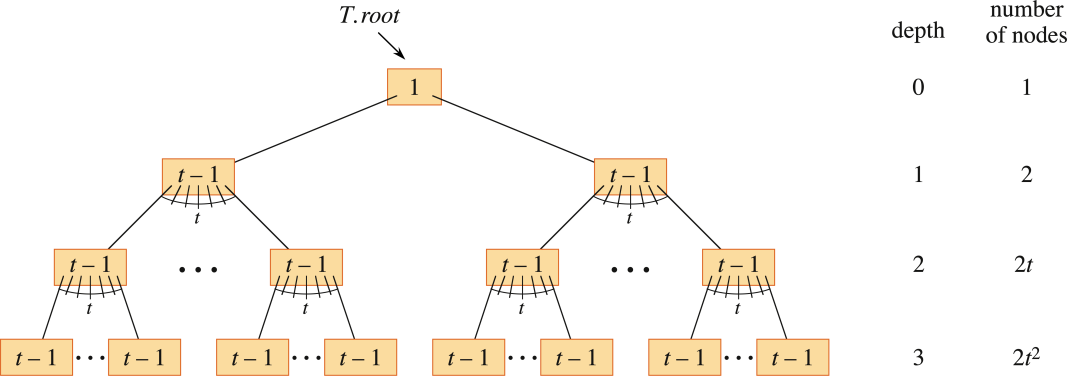 T.root
depth
number
of nodes
1
0
1
t – 1
t – 1
1
2
t
t
t – 1
...
t – 1
t – 1
...
t – 1
2
2t
t
t
t
t
t – 1
...
t – 1
t – 1
...
t – 1
t – 1
...
t – 1
t – 1
...
t – 1
3
2t²